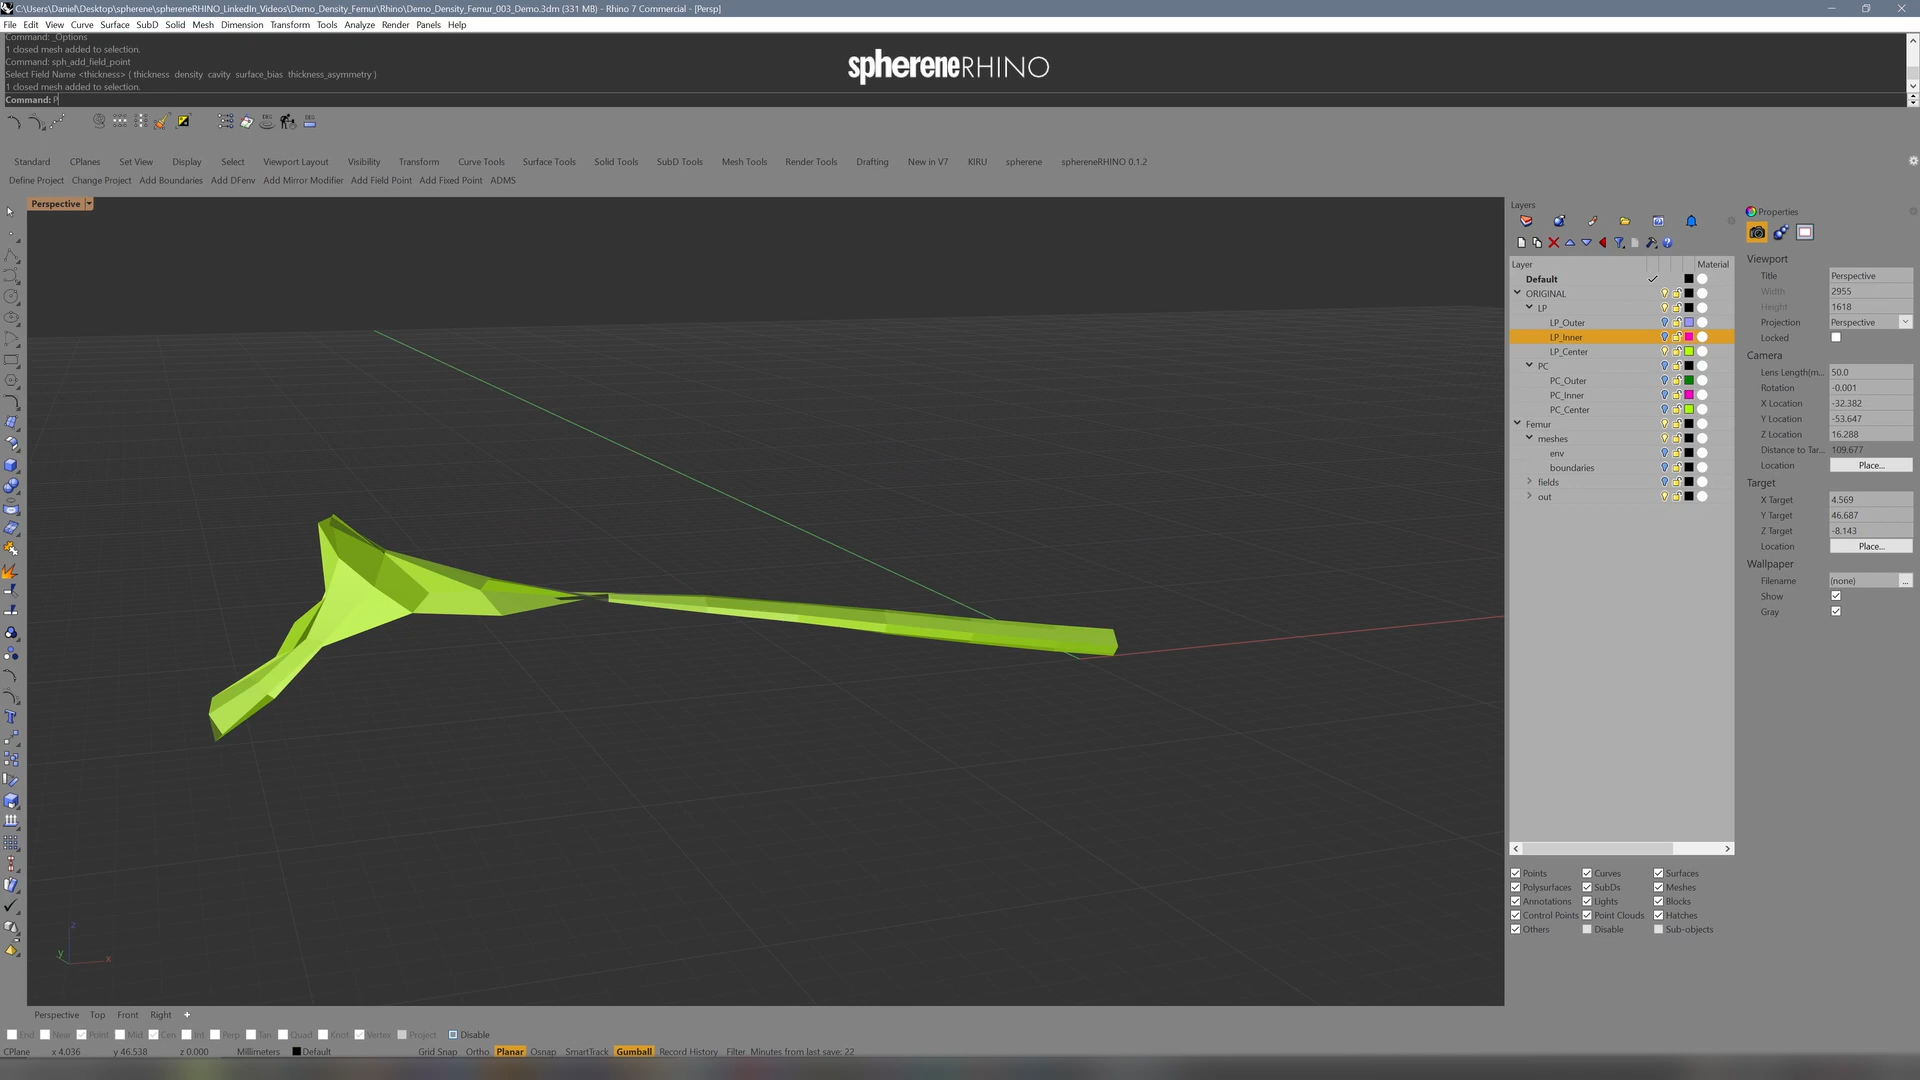 C:\Users\Daniel\Desktop\spherene\sphereneRHINO_LinkedIn_Videos\Demo_Density_Femur\Rhino\Demo_Density_Femur_003_Demo.3dm (331 MB) - Rhino 7 Commercial - [Persp]
File Edit View Curve Surface SubD Solid Mesh Dimension Transform Tools Analyze Render Panels Help
Command: _Options
1 closed mesh added to selection.
Command: sph_add_field_point
Select Field Name <thickness> ( thickness density cavity surface_bias thickness_asymmetry )
1 closed mesh added to selection.
Command: P
sphereneRHINO
Standard CPlanes Set View Display Select Viewport Layout Visibility Transform Curve Tools Surface Tools Solid Tools SubD Tools Mesh Tools Render Tools Drafting New in V7 KIRU spherene sphereneRHINO 0.1.2
Define Project Change Project Add Boundaries Add DFenv Add Mirror Modifier Add Field Point Add Fixed Point ADMS
Perspective
z
y
x
Layers
Layer Material
Default
ORIGINAL
LP
LP_Outer
LP_Inner
LP_Center
PC
PC_Outer
PC_Inner
PC_Center
Femur
meshes
env
boundaries
fields
out
Points Curves Surfaces
Polysurfaces SubDs Meshes
Annotations Lights Blocks
Control Points Point Clouds Hatches
Others Disable Sub-objects
Properties
Viewport
Title Perspective
Width 2955
Height 1618
Projection Perspective
Locked
Camera
Lens Length(m... 50.0
Rotation -0.001
X Location -32.382
Y Location -53.647
Z Location 16.288
Distance to Tar... 109.677
Location Place...
Target
X Target 4.569
Y Target 46.687
Z Target -8.143
Location Place...
Wallpaper
Filename (none) ...
Show
Gray
Perspective Top Front Right
End Near Point Mid Cen Int Perp Tan Quad Knot Vertex Project Disable
CPlane x 4.036 y 46.538 z 0.000 Millimeters Default Grid Snap Ortho Planar Osnap SmartTrack Gumball Record History Filter Minutes from last save: 22